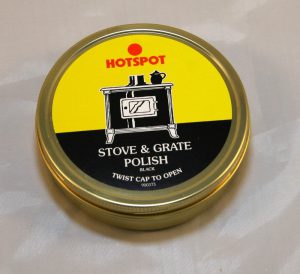 HOTSPOT
STOVE & GRATE
POLISH
BLACK
TWIST CAP TO OPEN